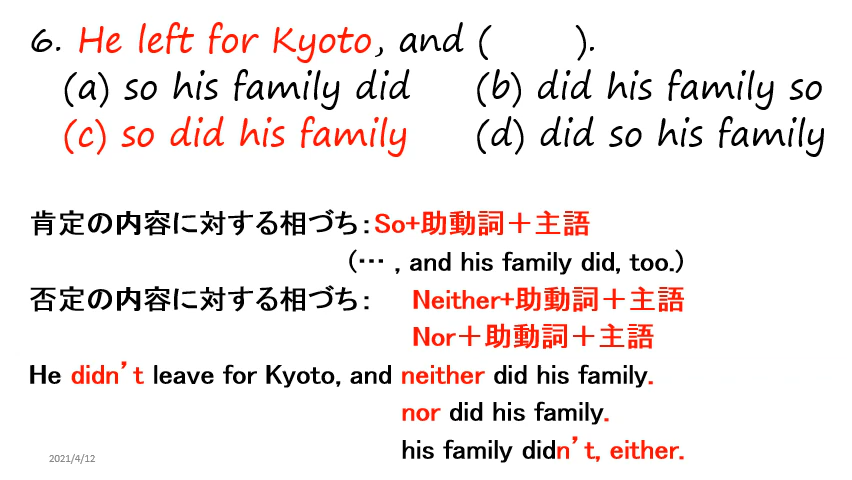 6. He left for Kyoto, and (      ).
(a) so his family did      (b) did his family so
(c) so did his family      (d) did so his family
肯定の内容に対する相づち：So+助動詞＋主語
(… , and his family did, too.)
否定の内容に対する相づち：　Neither+助動詞＋主語
Nor＋助動詞＋主語
He didn’t leave for Kyoto, and neither did his family.
nor did his family.
his family didn’t, either.
2021/4/12